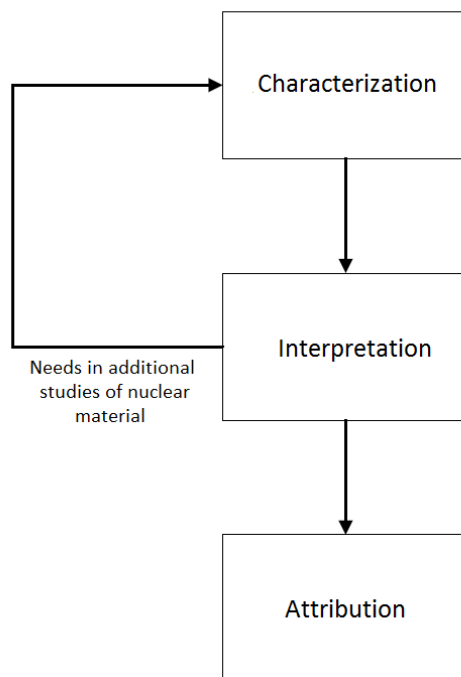 Characterization
Interpretation
Needs in additional
studies of nuclear
material
Attribution